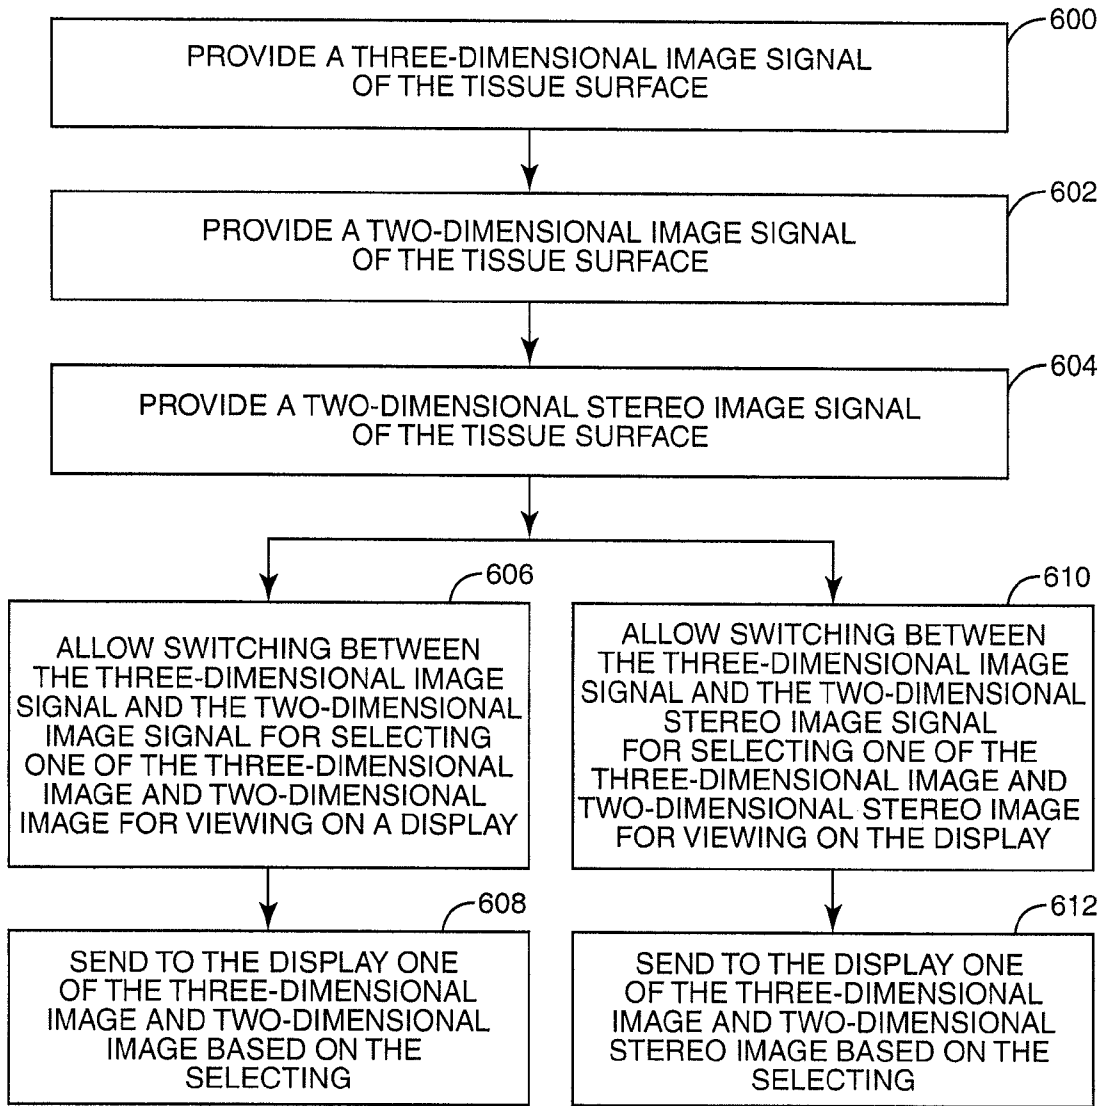 600
PROVIDE A THREE-DIMENSIONAL IMAGE SIGNAL
OF THE TISSUE SURFACE
602
PROVIDE A TWO-DIMENSIONAL IMAGE SIGNAL
OF THE TISSUE SURFACE
604
PROVIDE A TWO-DIMENSIONAL STEREO IMAGE SIGNAL
OF THE TISSUE SURFACE
606
ALLOW SWITCHING BETWEEN
THE THREE-DIMENSIONAL IMAGE
SIGNAL AND THE TWO-DIMENSIONAL
IMAGE SIGNAL FOR SELECTING
ONE OF THE THREE-DIMENSIONAL
IMAGE AND TWO-DIMENSIONAL
IMAGE FOR VIEWING ON A DISPLAY
610
ALLOW SWITCHING BETWEEN
THE THREE-DIMENSIONAL IMAGE
SIGNAL AND THE TWO-DIMENSIONAL
STEREO IMAGE SIGNAL
FOR SELECTING ONE OF THE
THREE-DIMENSIONAL IMAGE AND
TWO-DIMENSIONAL STEREO IMAGE
FOR VIEWING ON THE DISPLAY
608
SEND TO THE DISPLAY ONE
OF THE THREE-DIMENSIONAL
IMAGE AND TWO-DIMENSIONAL
IMAGE BASED ON THE
SELECTING
612
SEND TO THE DISPLAY ONE
OF THE THREE-DIMENSIONAL
IMAGE AND TWO-DIMENSIONAL
STEREO IMAGE BASED ON THE
SELECTING